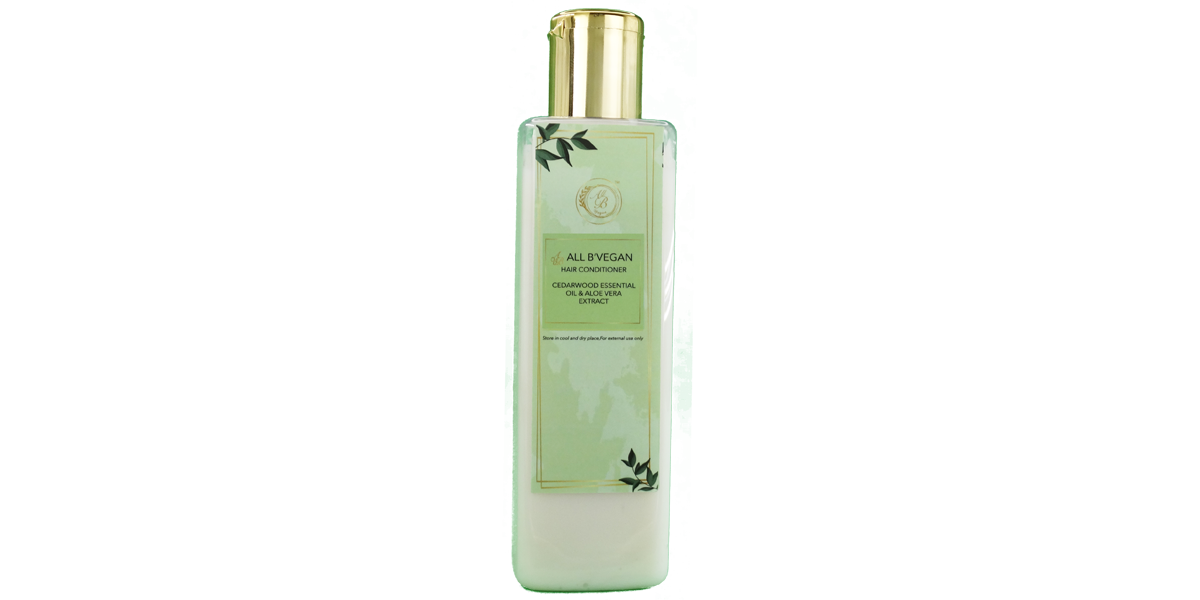 ALL B'VEGAN
HAIR CONDITIONER
CEDARWOOD ESSENTIAL
OIL & ALOE VERA
EXTRACT
Store in cool and dry place.For external use only